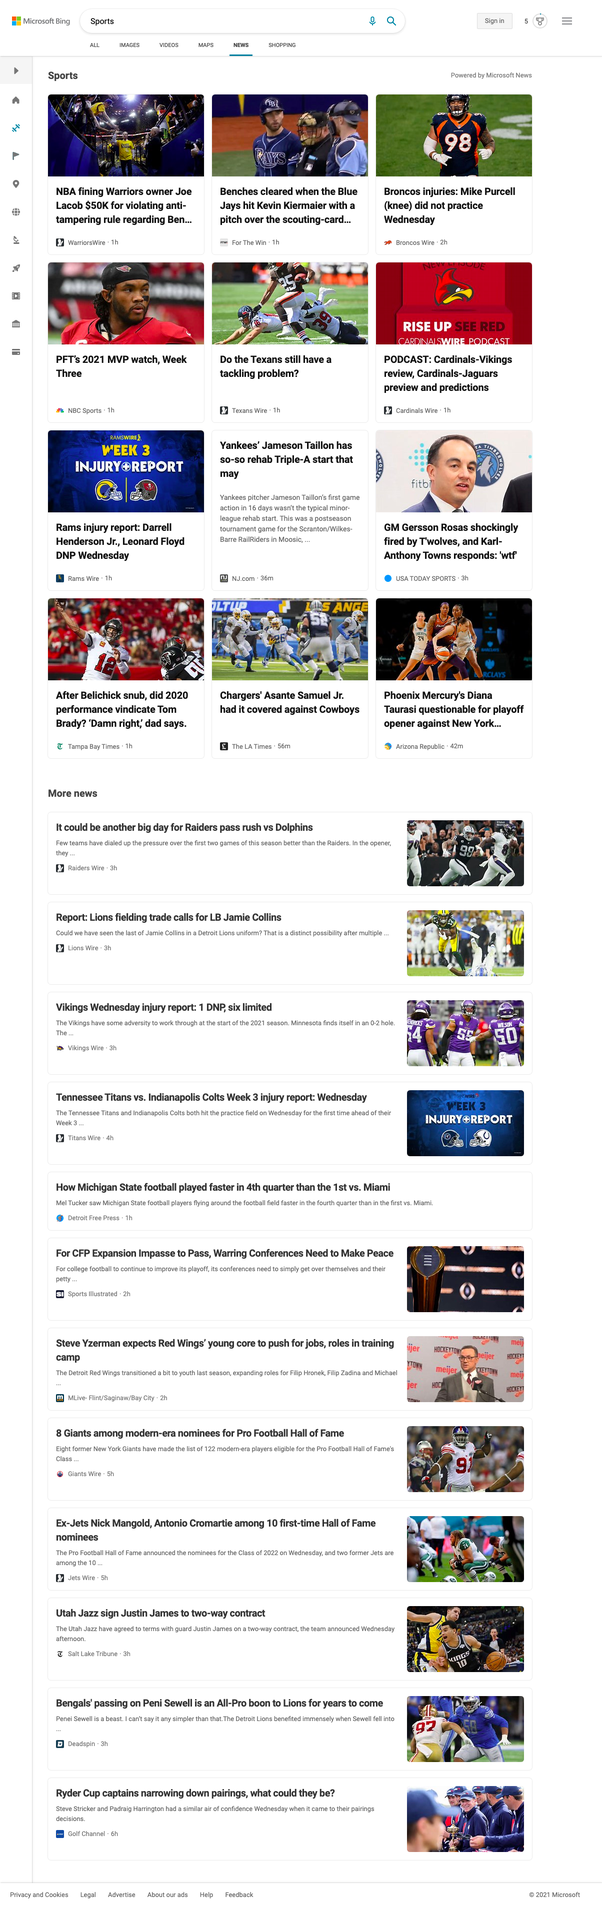 Microsoft Bing
Sports
Sign in
5
ALL IMAGES VIDEOS MAPS NEWS SHOPPING
Sports
Powered by Microsoft News
NBA fining Warriors owner Joe
Lacob $50K for violating anti-
tampering rule regarding Ben...
WarriorsWire · 1h
RAYS
Benches cleared when the Blue
Jays hit Kevin Kiermaier with a
pitch over the scouting-card...
For The Win · 1h
98
Broncos injuries: Mike Purcell
(knee) did not practice
Wednesday
Broncos Wire · 2h
PFT's 2021 MVP watch, Week
Three
NBC Sports · 1h
Do the Texans still have a
tackling problem?
Texans Wire · 1h
RISE UP SEE RED
CARDINALSWIRE PODCAST
PODCAST: Cardinals-Vikings
review, Cardinals-Jaguars
preview and predictions
Cardinals Wire · 1h
RAMSWIRE
WEEK 3
INJURY+REPORT
Rams injury report: Darrell
Henderson Jr., Leonard Floyd
DNP Wednesday
Rams Wire · 1h
Yankees' Jameson Taillon has
so-so rehab Triple-A start that
may
Yankees pitcher Jameson Taillon's first game
action in 16 days wasn't the typical minor-
league rehab start. This was a postseason
tournament game for the Scranton/Wilkes-
Barre RailRiders in Moosic, ...
NJ.com · 36m
fitbi
GM Gersson Rosas shockingly
fired by T'wolves, and Karl-
Anthony Towns responds: 'wtf'
USA TODAY SPORTS · 3h
12
After Belichick snub, did 2020
performance vindicate Tom
Brady? 'Damn right,' dad says.
Tampa Bay Times · 1h
Chargers' Asante Samuel Jr.
had it covered against Cowboys
The LA Times · 56m
Phoenix Mercury's Diana
Taurasi questionable for playoff
opener against New York...
Arizona Republic · 42m
More news
It could be another big day for Raiders pass rush vs Dolphins
Few teams have dialed up the pressure over the first two games of this season better than the Raiders. In the opener,
they ...
Raiders Wire · 3h
Report: Lions fielding trade calls for LB Jamie Collins
Could we have seen the last of Jamie Collins in a Detroit Lions uniform? That is a distinct possibility after multiple ...
Lions Wire · 3h
Vikings Wednesday injury report: 1 DNP, six limited
The Vikings have some adversity to work through at the start of the 2021 season. Minnesota finds itself in an 0-2 hole.
The ...
Vikings Wire · 3h
54 55 50
Tennessee Titans vs. Indianapolis Colts Week 3 injury report: Wednesday
The Tennessee Titans and Indianapolis Colts both hit the practice field on Wednesday for the first time ahead of their
Week 3 ...
Titans Wire · 4h
WEEK 3
INJURY+REPORT
How Michigan State football played faster in 4th quarter than the 1st vs. Miami
Mel Tucker saw Michigan State football players flying around the football field faster in the fourth quarter than in the first vs. Miami.
Detroit Free Press · 1h
For CFP Expansion Impasse to Pass, Warring Conferences Need to Make Peace
For college football to continue to improve its playoff, its conferences need to simply get over themselves and their
petty ...
Sports Illustrated · 2h
Steve Yzerman expects Red Wings' young core to push for jobs, roles in training
camp
The Detroit Red Wings transitioned a bit to youth last season, expanding roles for Filip Hronek, Filip Zadina and Michael
...
MLive- Flint/Saginaw/Bay City · 2h
meijer
8 Giants among modern-era nominees for Pro Football Hall of Fame
Eight former New York Giants have made the list of 122 modern-era players eligible for the Pro Football Hall of Fame's
Class ...
Giants Wire · 5h
91
Ex-Jets Nick Mangold, Antonio Cromartie among 10 first-time Hall of Fame
nominees
The Pro Football Hall of Fame announced the nominees for the Class of 2022 on Wednesday, and two former Jets are
among the 10 ...
Jets Wire · 5h
Utah Jazz sign Justin James to two-way contract
The Utah Jazz have agreed to terms with guard Justin James on a two-way contract, the team announced Wednesday
afternoon.
Salt Lake Tribune · 3h
KINGS
10
Bengals' passing on Peni Sewell is an All-Pro boon to Lions for years to come
Penei Sewell is a beast. I can't say it any simpler than that.The Detroit Lions benefited immensely when Sewell fell into
...
Deadspin · 3h
97
Ryder Cup captains narrowing down pairings, what could they be?
Steve Stricker and Padraig Harrington had a similar air of confidence Wednesday when it came to their pairings
decisions.
Golf Channel · 6h
Privacy and Cookies Legal Advertise About our ads Help Feedback © 2021 Microsoft